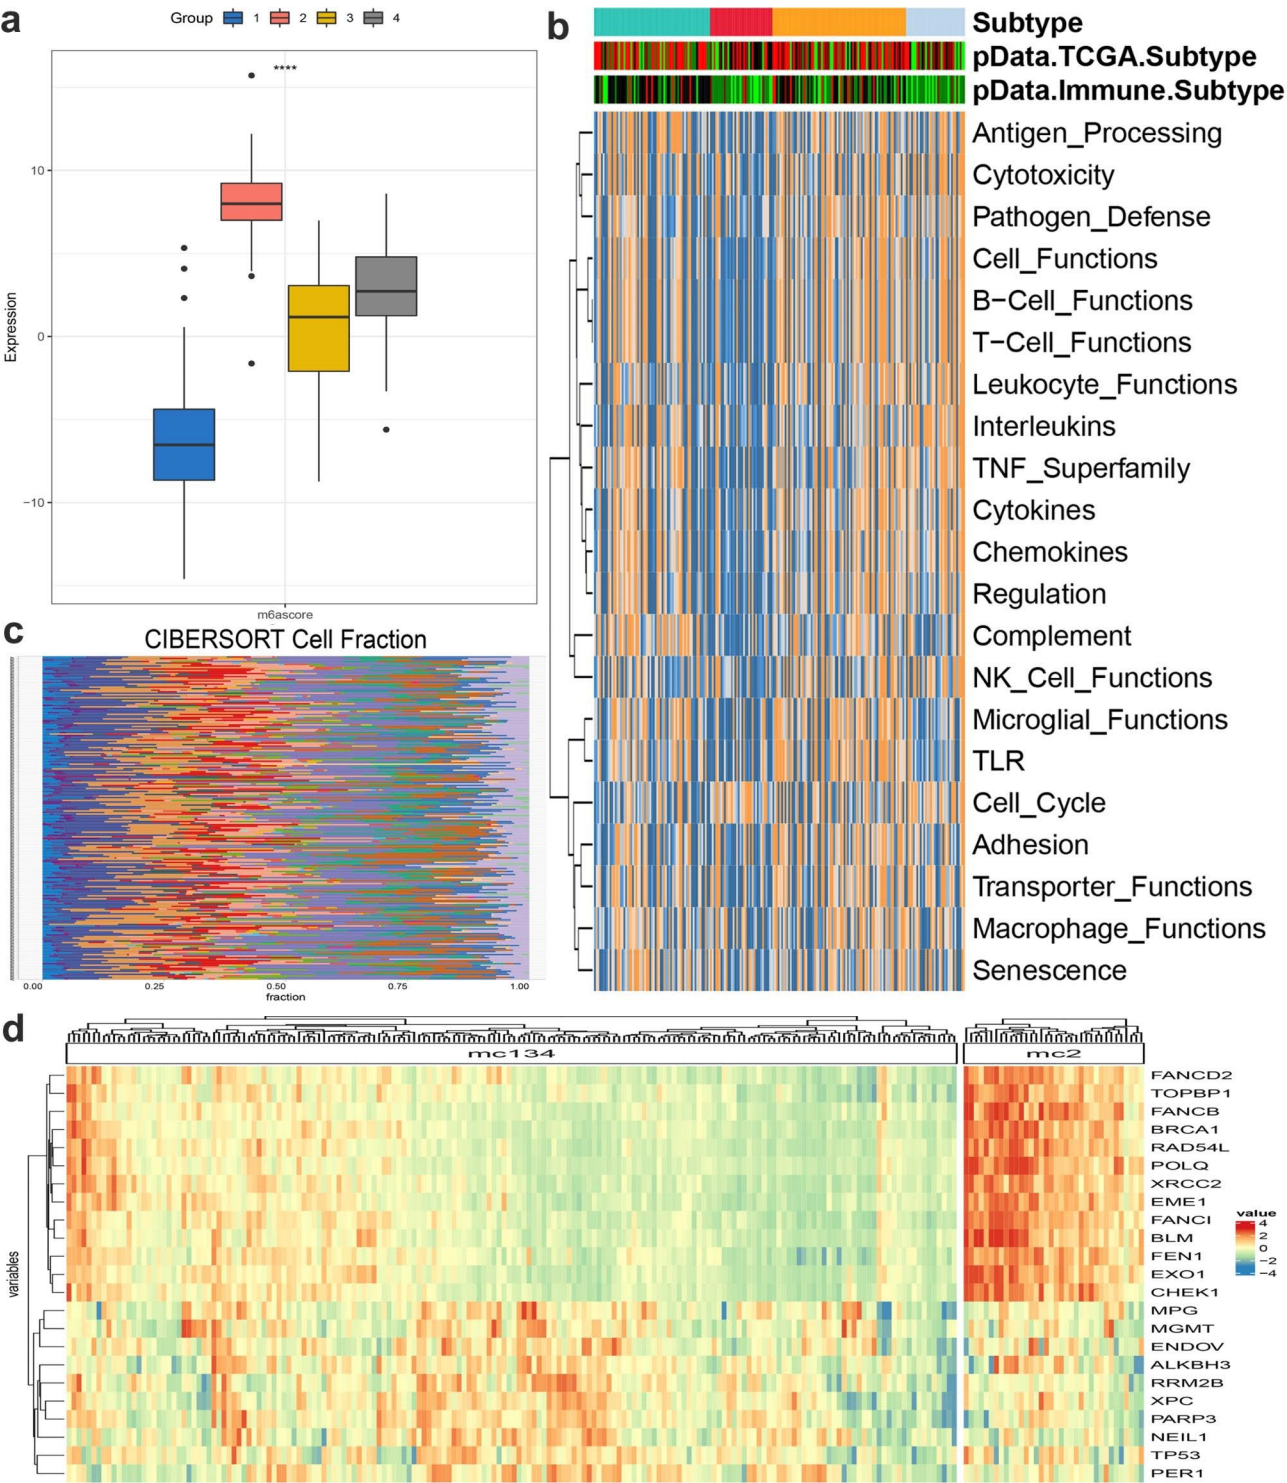 a
Group 1 2 3 4
****
Expression
10
0
−10
m6ascore
b
Subtype
pData.TCGA.Subtype
pData.Immune.Subtype
Antigen_Processing
Cytotoxicity
Pathogen_Defense
Cell_Functions
B−Cell_Functions
T−Cell_Functions
Leukocyte_Functions
Interleukins
TNF_Superfamily
Cytokines
Chemokines
Regulation
Complement
NK_Cell_Functions
Microglial_Functions
TLR
Cell_Cycle
Adhesion
Transporter_Functions
Macrophage_Functions
Senescence
c
CIBERSORT Cell Fraction
0.00 0.25 0.50 0.75 1.00
fraction
d
mc134 mc2
variables
FANCD2
TOPBP1
FANCB
BRCA1
RAD54L
POLQ
XRCC2
EME1
FANCI
BLM
FEN1
EXO1
CHEK1
MPG
MGMT
ENDOV
ALKBH3
RRM2B
XPC
PARP3
NEIL1
TP53
PER1
value
4
2
0
−2
−4